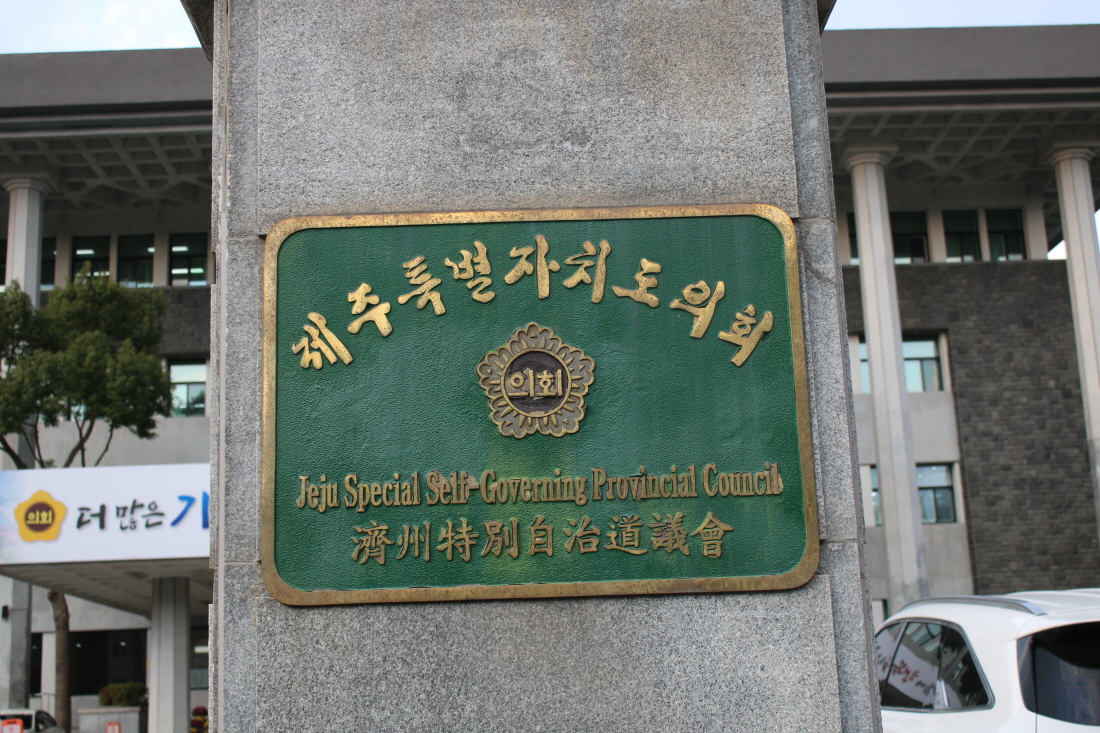 제주특별자치도의회
의회
Jeju Special Self-Governing Provincial Council
濟州特別自治道議會
의회
더 많은 기